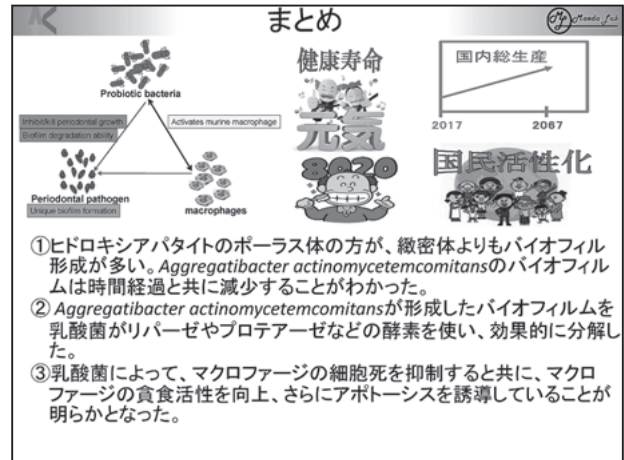 まとめ
Manda Lab
Probiotic bacteria
Inhibit/kill periodontal growth
Biofilm degradation ability
Activates murine macrophage
Periodontal pathogen
Unique biofilm formation
macrophages
健康寿命
元気
8020
国内総生産
2017
2067
国民活性化
①ヒドロキシアパタイトのポーラス体の方が、緻密体よりもバイオフィル
形成が多い。Aggregatibacter actinomycetemcomitansのバイオフィル
ムは時間経過と共に減少することがわかった。
② Aggregatibacter actinomycetemcomitansが形成したバイオフィルムを
乳酸菌がリパーゼやプロテアーゼなどの酵素を使い、効果的に分解し
た。
③乳酸菌によって、マクロファージの細胞死を抑制すると共に、マクロ
ファージの貪食活性を向上、さらにアポトーシスを誘導していることが
明らかとなった。